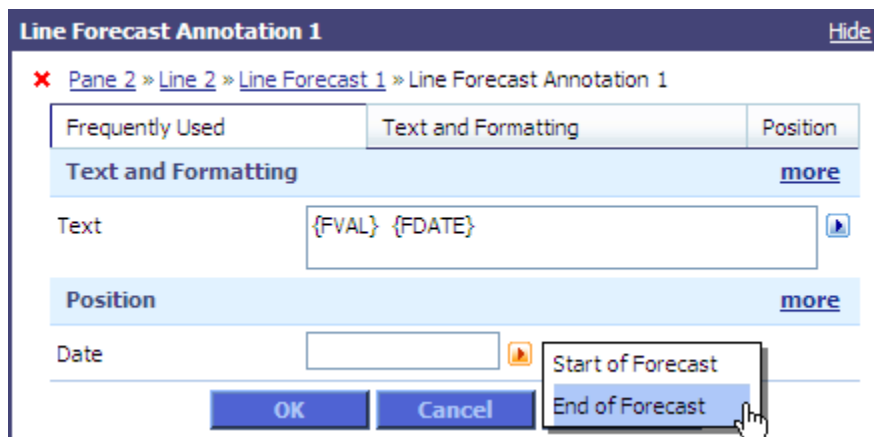 Line Forecast Annotation 1 Hide
Pane 2 » Line 2 » Line Forecast 1 » Line Forecast Annotation 1
Frequently Used Text and Formatting Position
Text and Formatting more
Text {FVAL} {FDATE}
Position more
Date Start of Forecast
OK Cancel End of Forecast